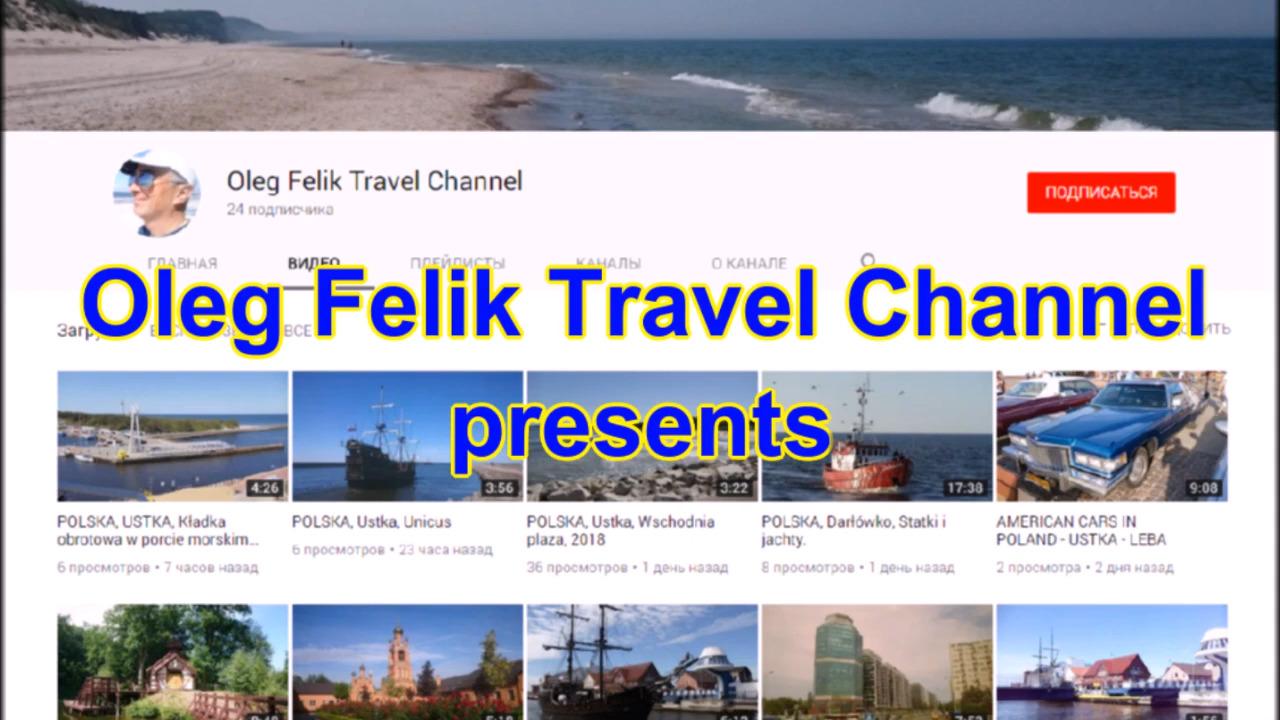 Oleg Felik Travel Channel
24 подписчика
ПОДПИСАТЬСЯ
ГЛАВНАЯ ВИДЕО ПЛЕЙЛИСТЫ КАНАЛЫ О КАНАЛЕ
Oleg Felik Travel Channel
ВСЕ
presents
4:26 3:56 3:22 17:38 9:08
POLSKA, USTKA, Kładka
obrotowa w porcie morskim...
6 просмотров • 7 часов назад
POLSKA, Ustka, Unicus
6 просмотров • 23 часа назад
POLSKA, Ustka, Wschodnia
plaza, 2018
36 просмотров • 1 день назад
POLSKA, Darłówko, Statki i
jachty.
8 просмотров • 1 день назад
AMERICAN CARS IN
POLAND - USTKA - LEBA
2 просмотра • 2 дня назад